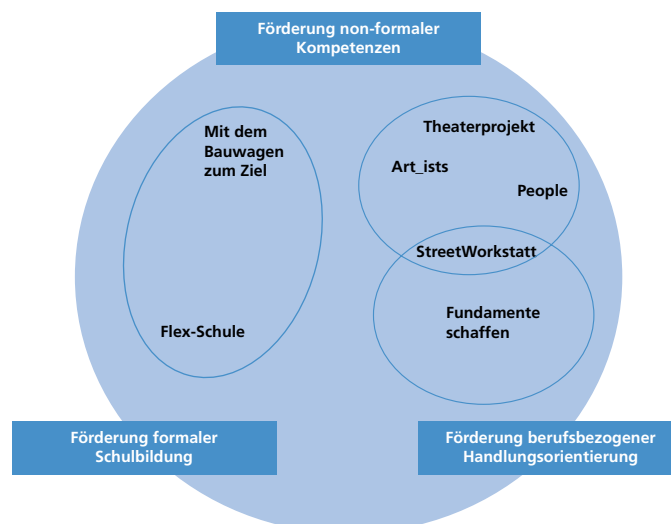 Förderung non-formaler
Kompetenzen
Theaterprojekt
Mit dem
Bauwagen
zum Ziel
Art_ists
People
StreetWorkstatt
Fundamente
schaffen
Flex-Schule
Förderung formaler
Schulbildung
Förderung berufsbezogener
Handlungsorientierung